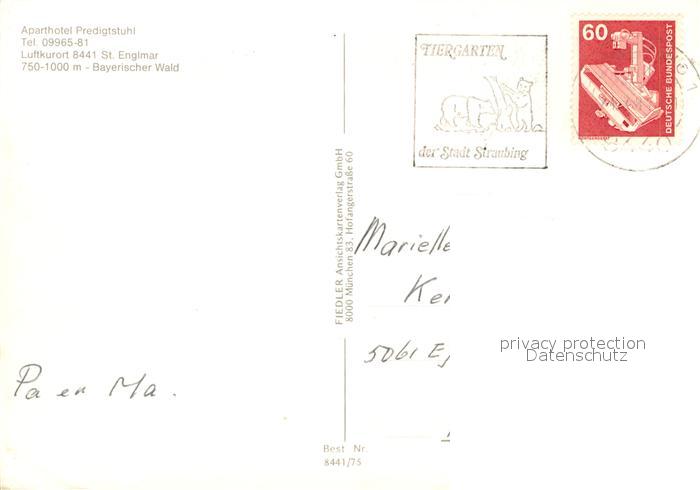 Aparthotel Predigtstuhl
Tel. 09965-81
Luftkurort 8441 St. Englmar
750-1000 m - Bayerischer Wald
TIERGARTEN
der Stadt Straubing
60
DEUTSCHE BUNDESPOST
FIEDLER Ansichtskartenverlag GmbH
8000 München 83, Hofangerstraße 60
Marielle
Ke
5061 E
privacy protection
Datenschutz
Pa en Ma.
Best Nr.
8441/75